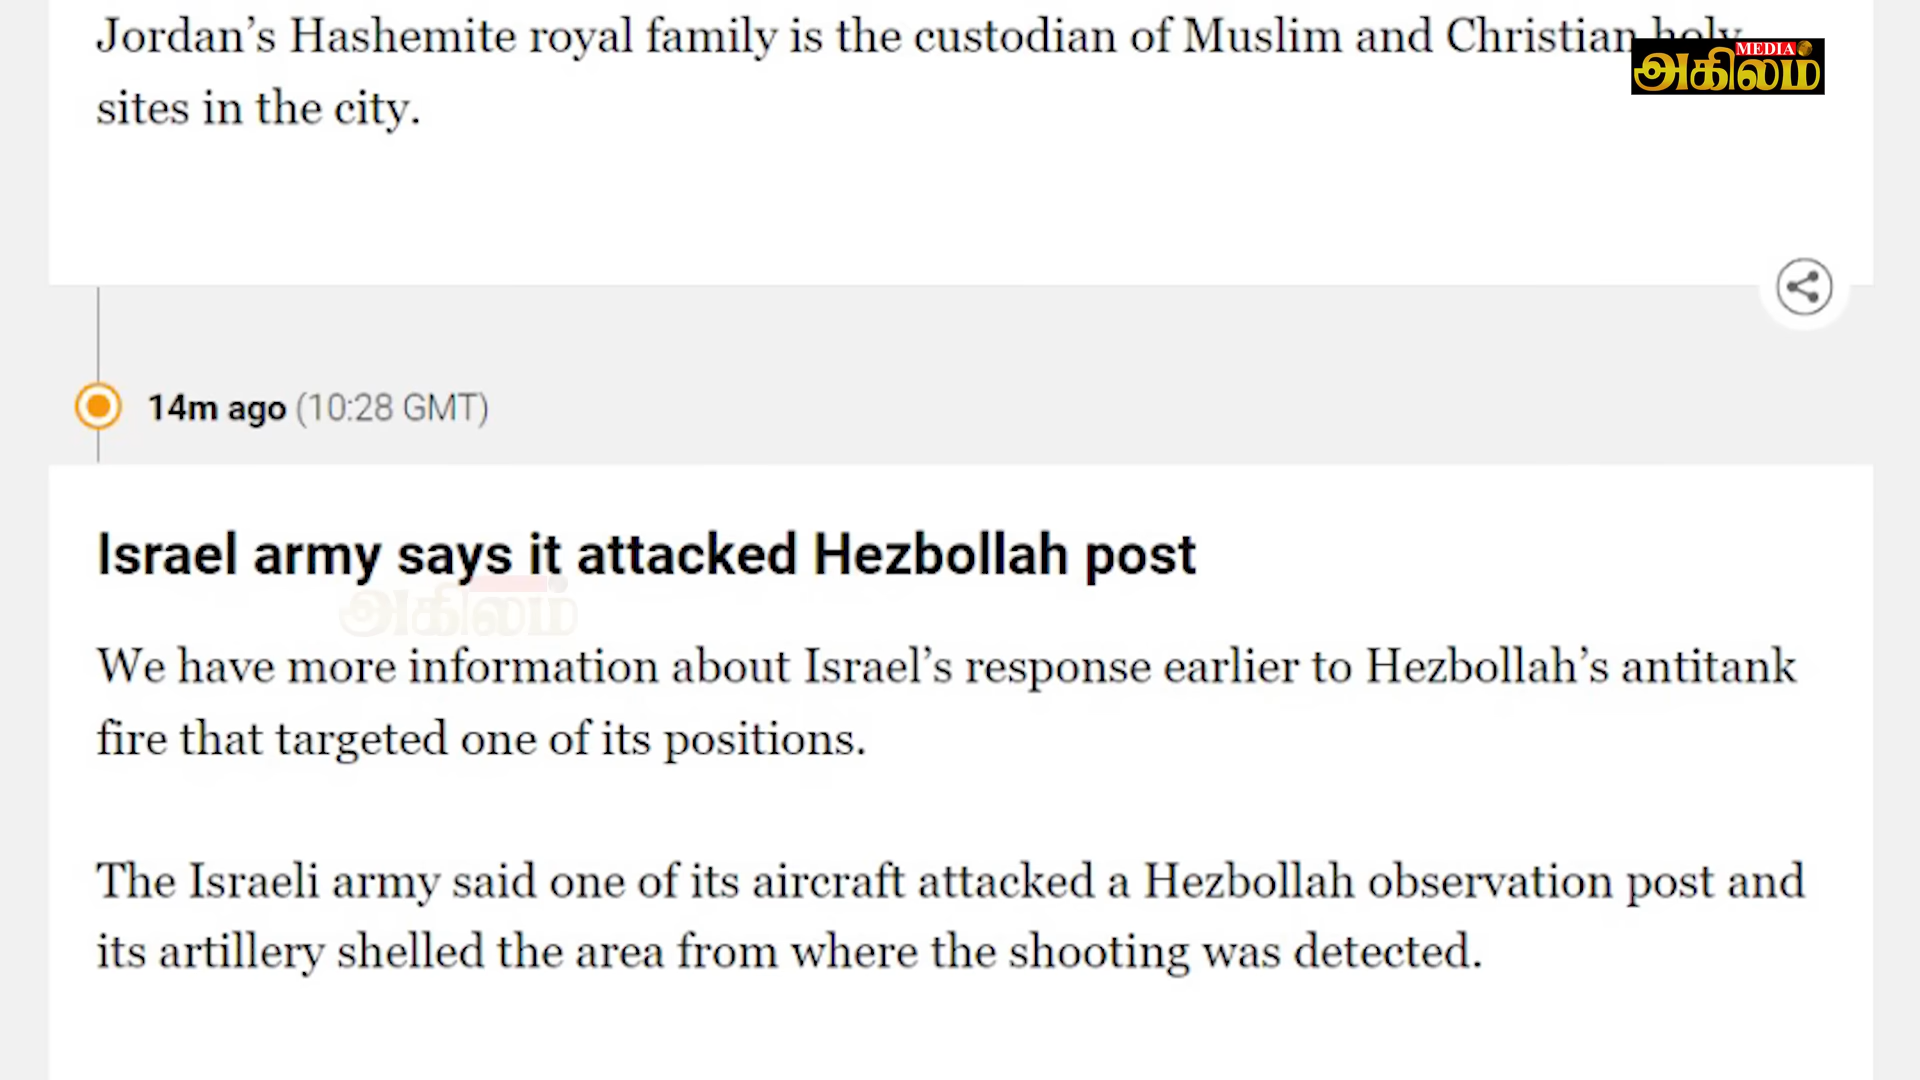 Jordan’s Hashemite royal family is the custodian of Muslim and Christian holy
MEDIA
அகிலம்
sites in the city.
14m ago (10:28 GMT)
Israel army says it attacked Hezbollah post
அகிலம்
We have more information about Israel’s response earlier to Hezbollah’s antitank
fire that targeted one of its positions.
The Israeli army said one of its aircraft attacked a Hezbollah observation post and
its artillery shelled the area from where the shooting was detected.